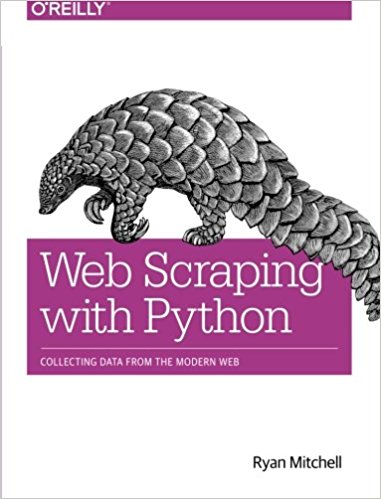 O'REILLY®
Web Scraping
with Python
COLLECTING DATA FROM THE MODERN WEB
Ryan Mitchell